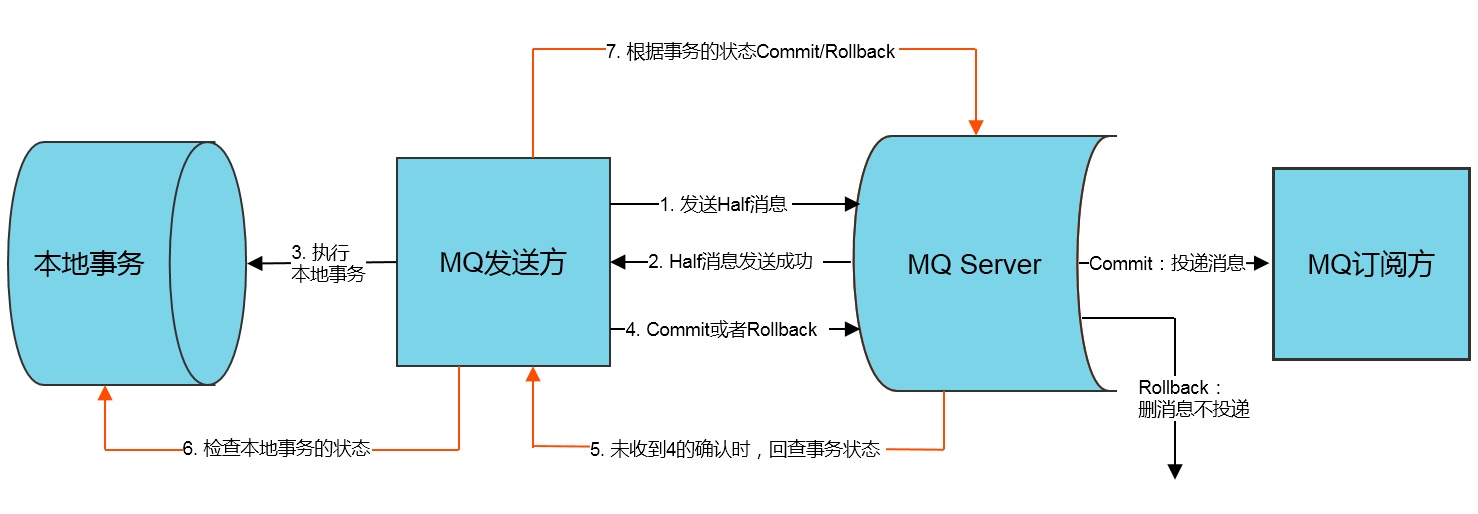 7. 根据事务的状态Commit/Rollback
本地事务
3. 执行
本地事务
MQ发送方
1. 发送Half消息
2. Half消息发送成功
4. Commit或者Rollback
MQ Server
Commit：投递消息
MQ订阅方
Rollback：
删消息不投递
6. 检查本地事务的状态
5. 未收到4的确认时，回查事务状态